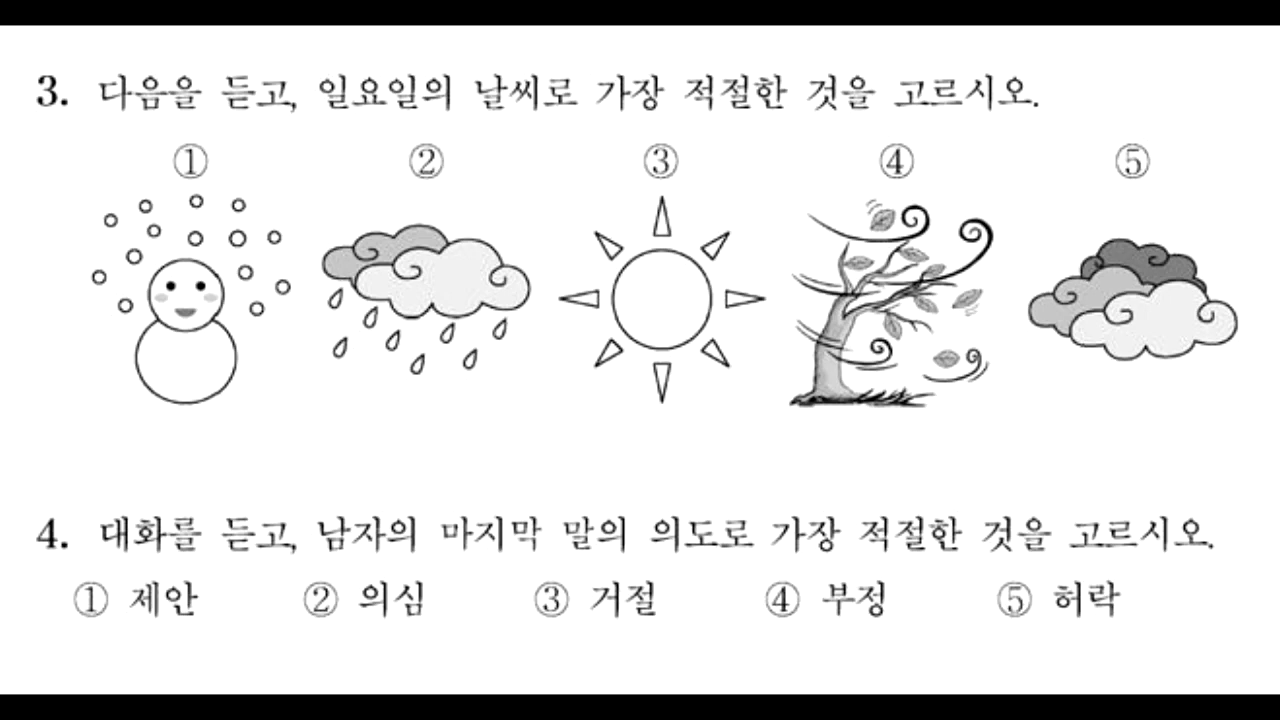 3. 다음을 듣고, 일요일의 날씨로 가장 적절한 것을 고르시오.
① ② ③ ④ ⑤
4. 대화를 듣고, 남자의 마지막 말의 의도로 가장 적절한 것을 고르시오.
① 제안 ② 의심 ③ 거절 ④ 부정 ⑤ 허락